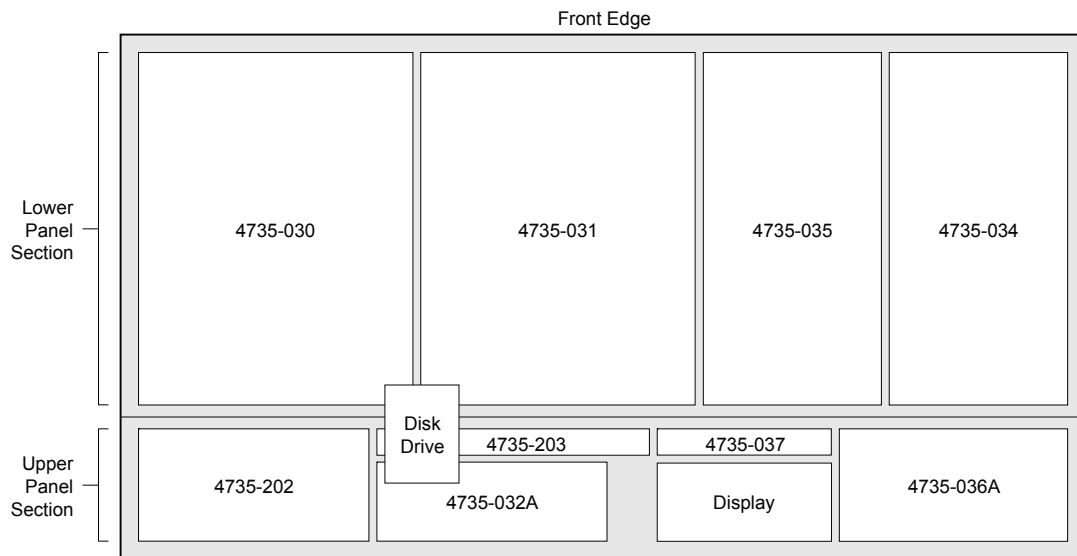 Front Edge
Lower
Panel
Section
4735-030
4735-031
4735-035
4735-034
Disk
Drive
Upper
Panel
Section
4735-202
4735-203
4735-037
4735-032A
Display
4735-036A